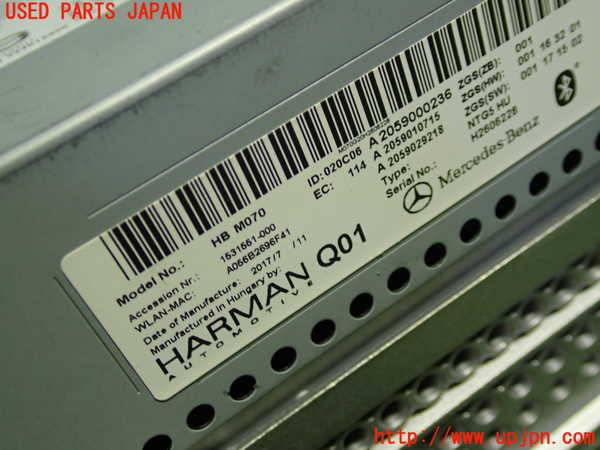 USED PARTS JAPAN
M070020H2606228
ID: 020C06 A 2059000236 ZGS(ZB): 001
EC: 114 A 2059010715 ZGS(HW): 001 16 32 01
A 2059029218 ZGS(SW): 001 17 15 02
Type: NTG5 HU
Serial No.: H2606228
Mercedes-Benz
Model No.: HB M070
Accession Nr.: 1531561-000
WLAN-MAC: A056B2696F41
Date of Manufacture: 2017/7 /11
Manufactured in Hungary by:
HARMAN Q01
AUTOMOTIVE
http://www.upjpn.com